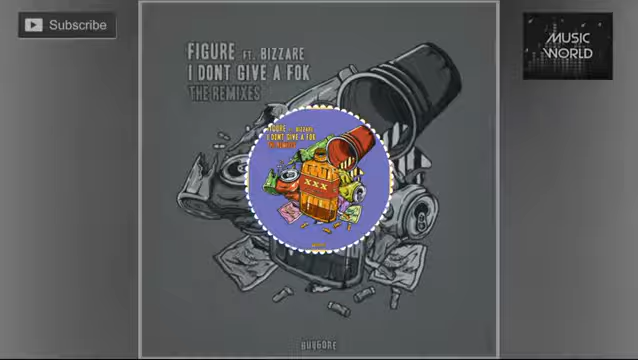 Subscribe
MUSIC
WORLD
FIGURE FT. BIZZARE
I DONT GIVE A FOK
THE REMIXES
FIGURE FT. BIZZARE
I DONT GIVE A FOK
THE REMIXES
XXX
DUBGORE